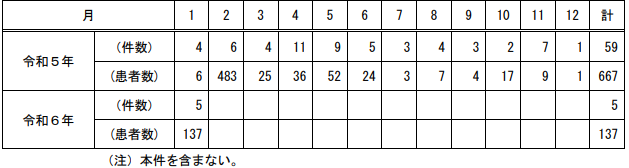 月 1 2 3 4 5 6 7 8 9 10 11 12 計
令和５年 （件数） 4 6 4 11 9 5 3 4 3 2 7 1 59
（患者数） 6 483 25 36 52 24 3 7 4 17 9 1 667
令和６年 （件数） 5 5
（患者数） 137 137
（注）本件を含まない。